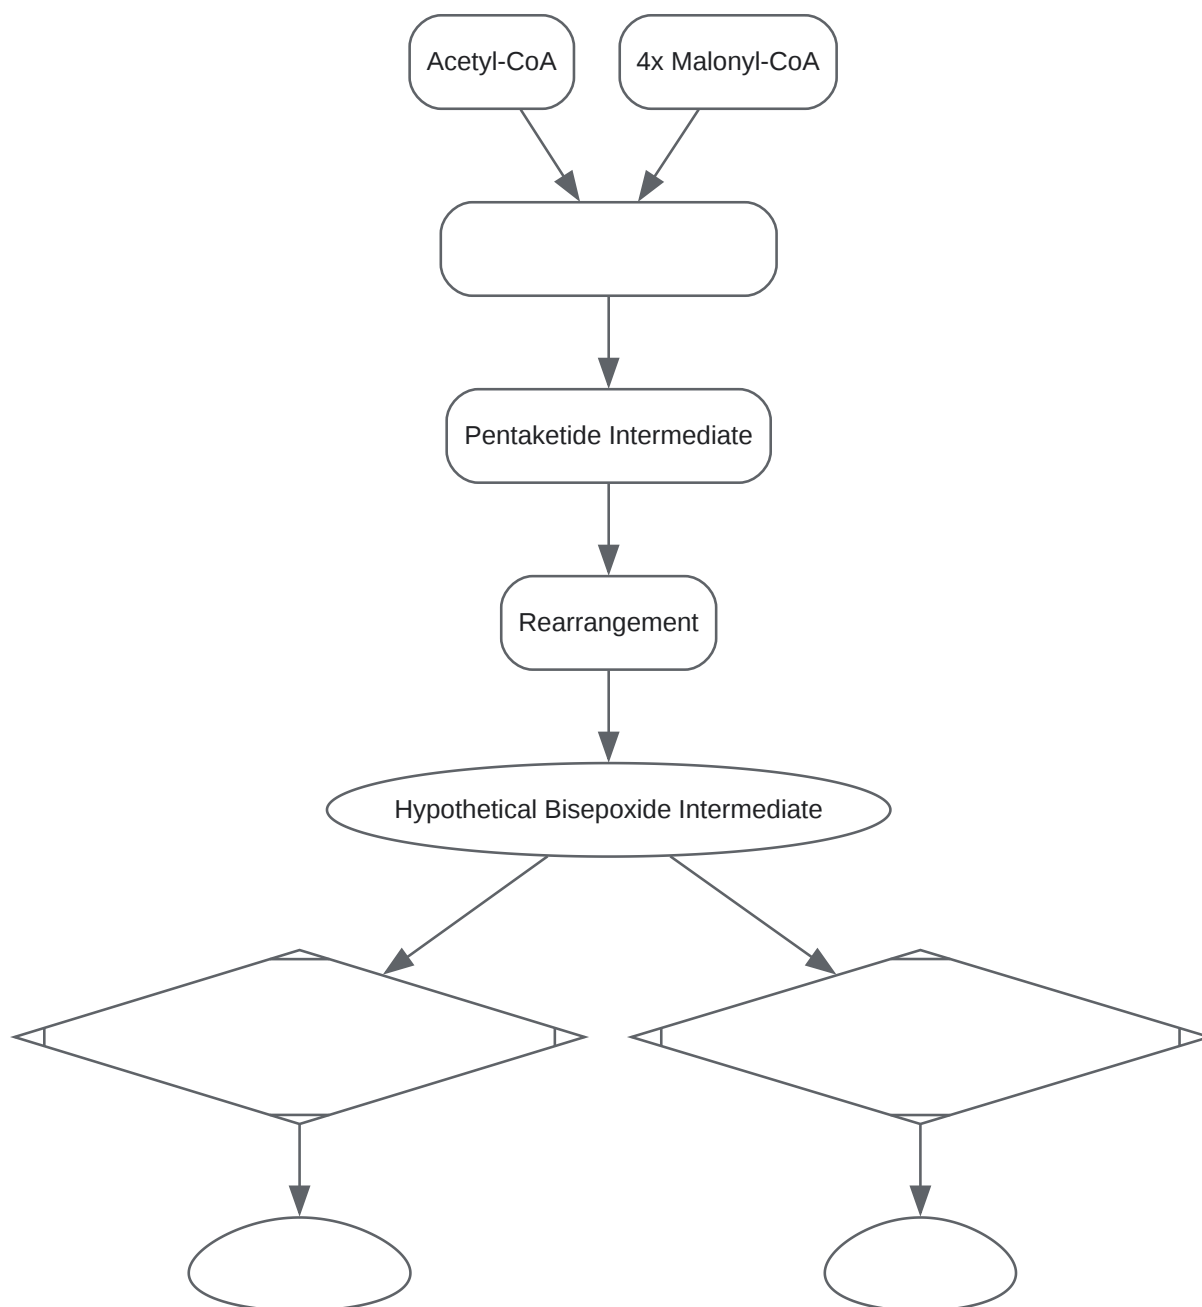 Acetyl-CoA
4x Malonyl-CoA
Pentaketide Intermediate
Rearrangement
Hypothetical Bisepoxide Intermediate